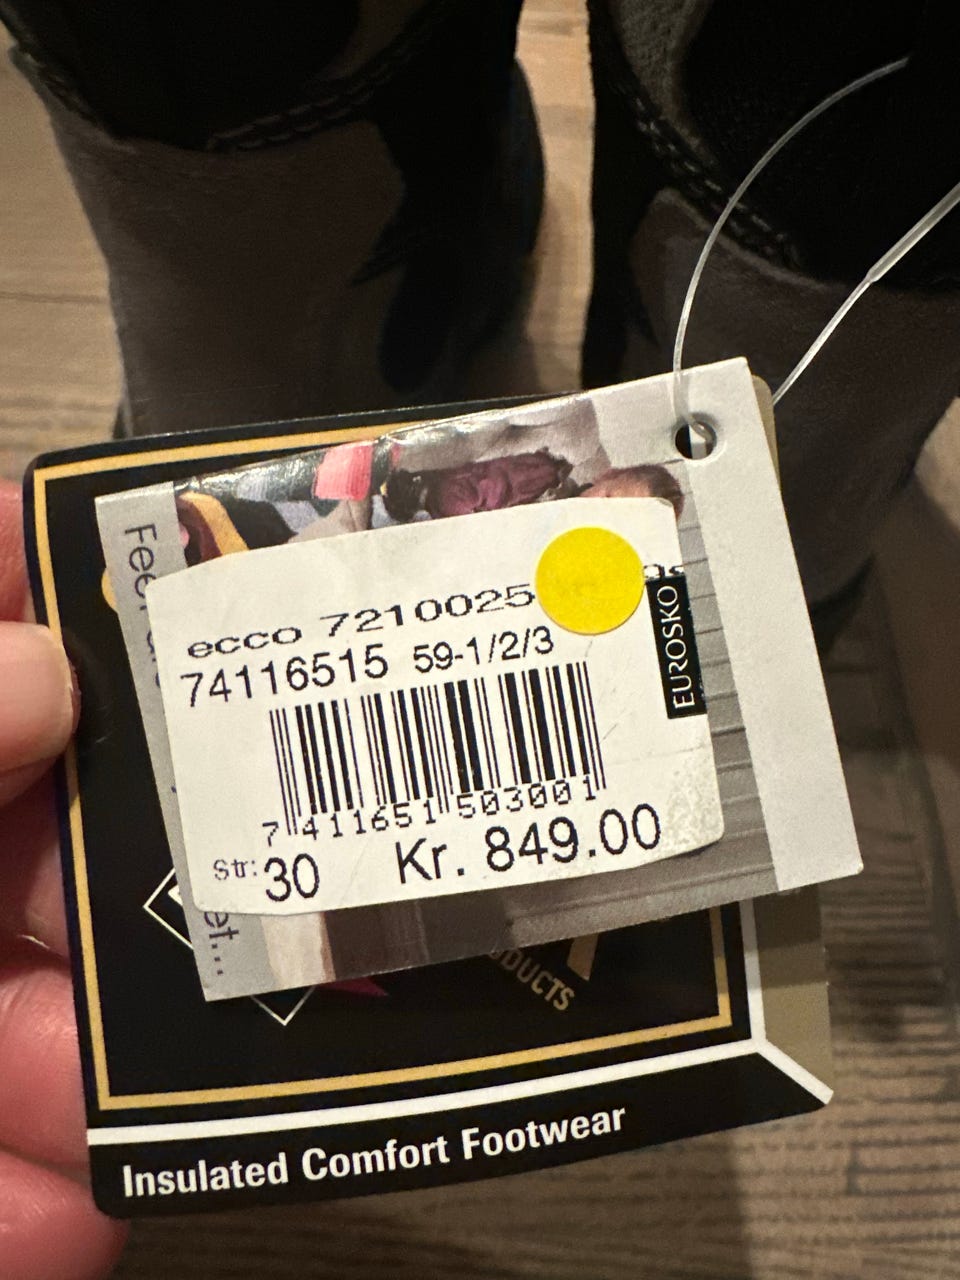 ecco 7210025
74116515 59-1/2/3
EUROSKO
7 411651 503001
Str: 30 Kr. 849.00
et...
Insulated Comfort Footwear